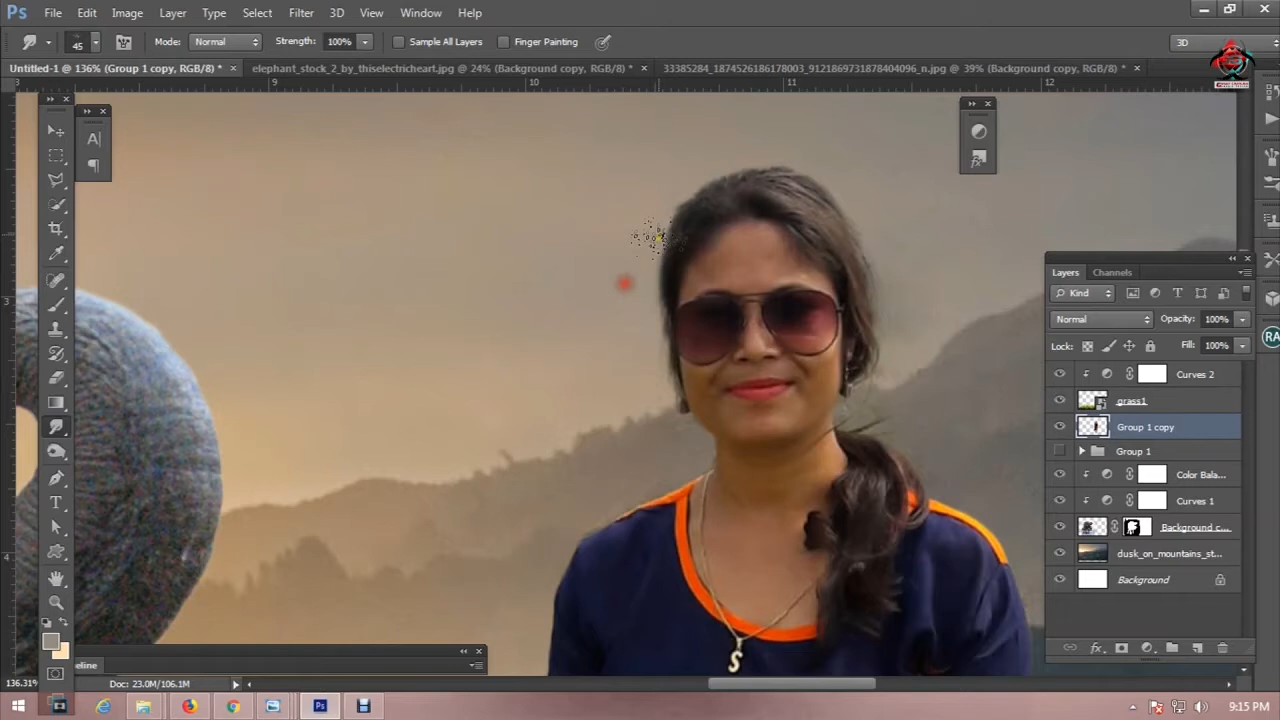 Ps File Edit Image Layer Type Select Filter 3D View Window Help
45 Mode: Normal Strength: 100% Sample All Layers Finger Painting 3D
Untitled-1 @ 136% (Group 1 copy, RGB/8) * × elephant_stock_2_by_thiselectricheart.jpg @ 24% (Background copy, RGB/8) * × 33385284_1874526186178003_9121869731878404096_n.jpg @ 39% (Background copy, RGB/8) * ×
9 10 11 12
3
4
Layers Channels
Kind
Normal Opacity: 100%
Lock: Fill: 100%
RA
Curves 2
grass1
Group 1 copy
Group 1
Color Bala...
Curves 1
Background c...
dusk_on_mountains_st...
Background
S
eline
136.31% Doc: 23.0M/106.1M
9:15 PM